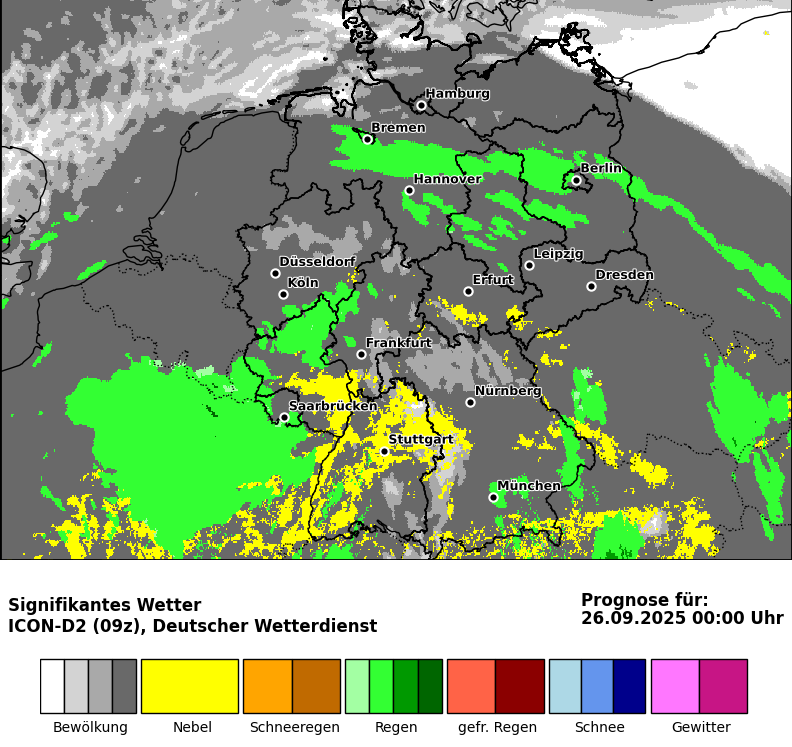 Hamburg
Bremen
Berlin
Hannover
Leipzig
Düsseldorf
Dresden
Köln
Erfurt
Frankfurt
Nürnberg
Saarbrücken
Stuttgart
München
Signifikantes Wetter
ICON-D2 (09z), Deutscher Wetterdienst
Prognose für:
26.09.2025 00:00 Uhr
Bewölkung
Nebel
Schneeregen
Regen
gefr. Regen
Schnee
Gewitter